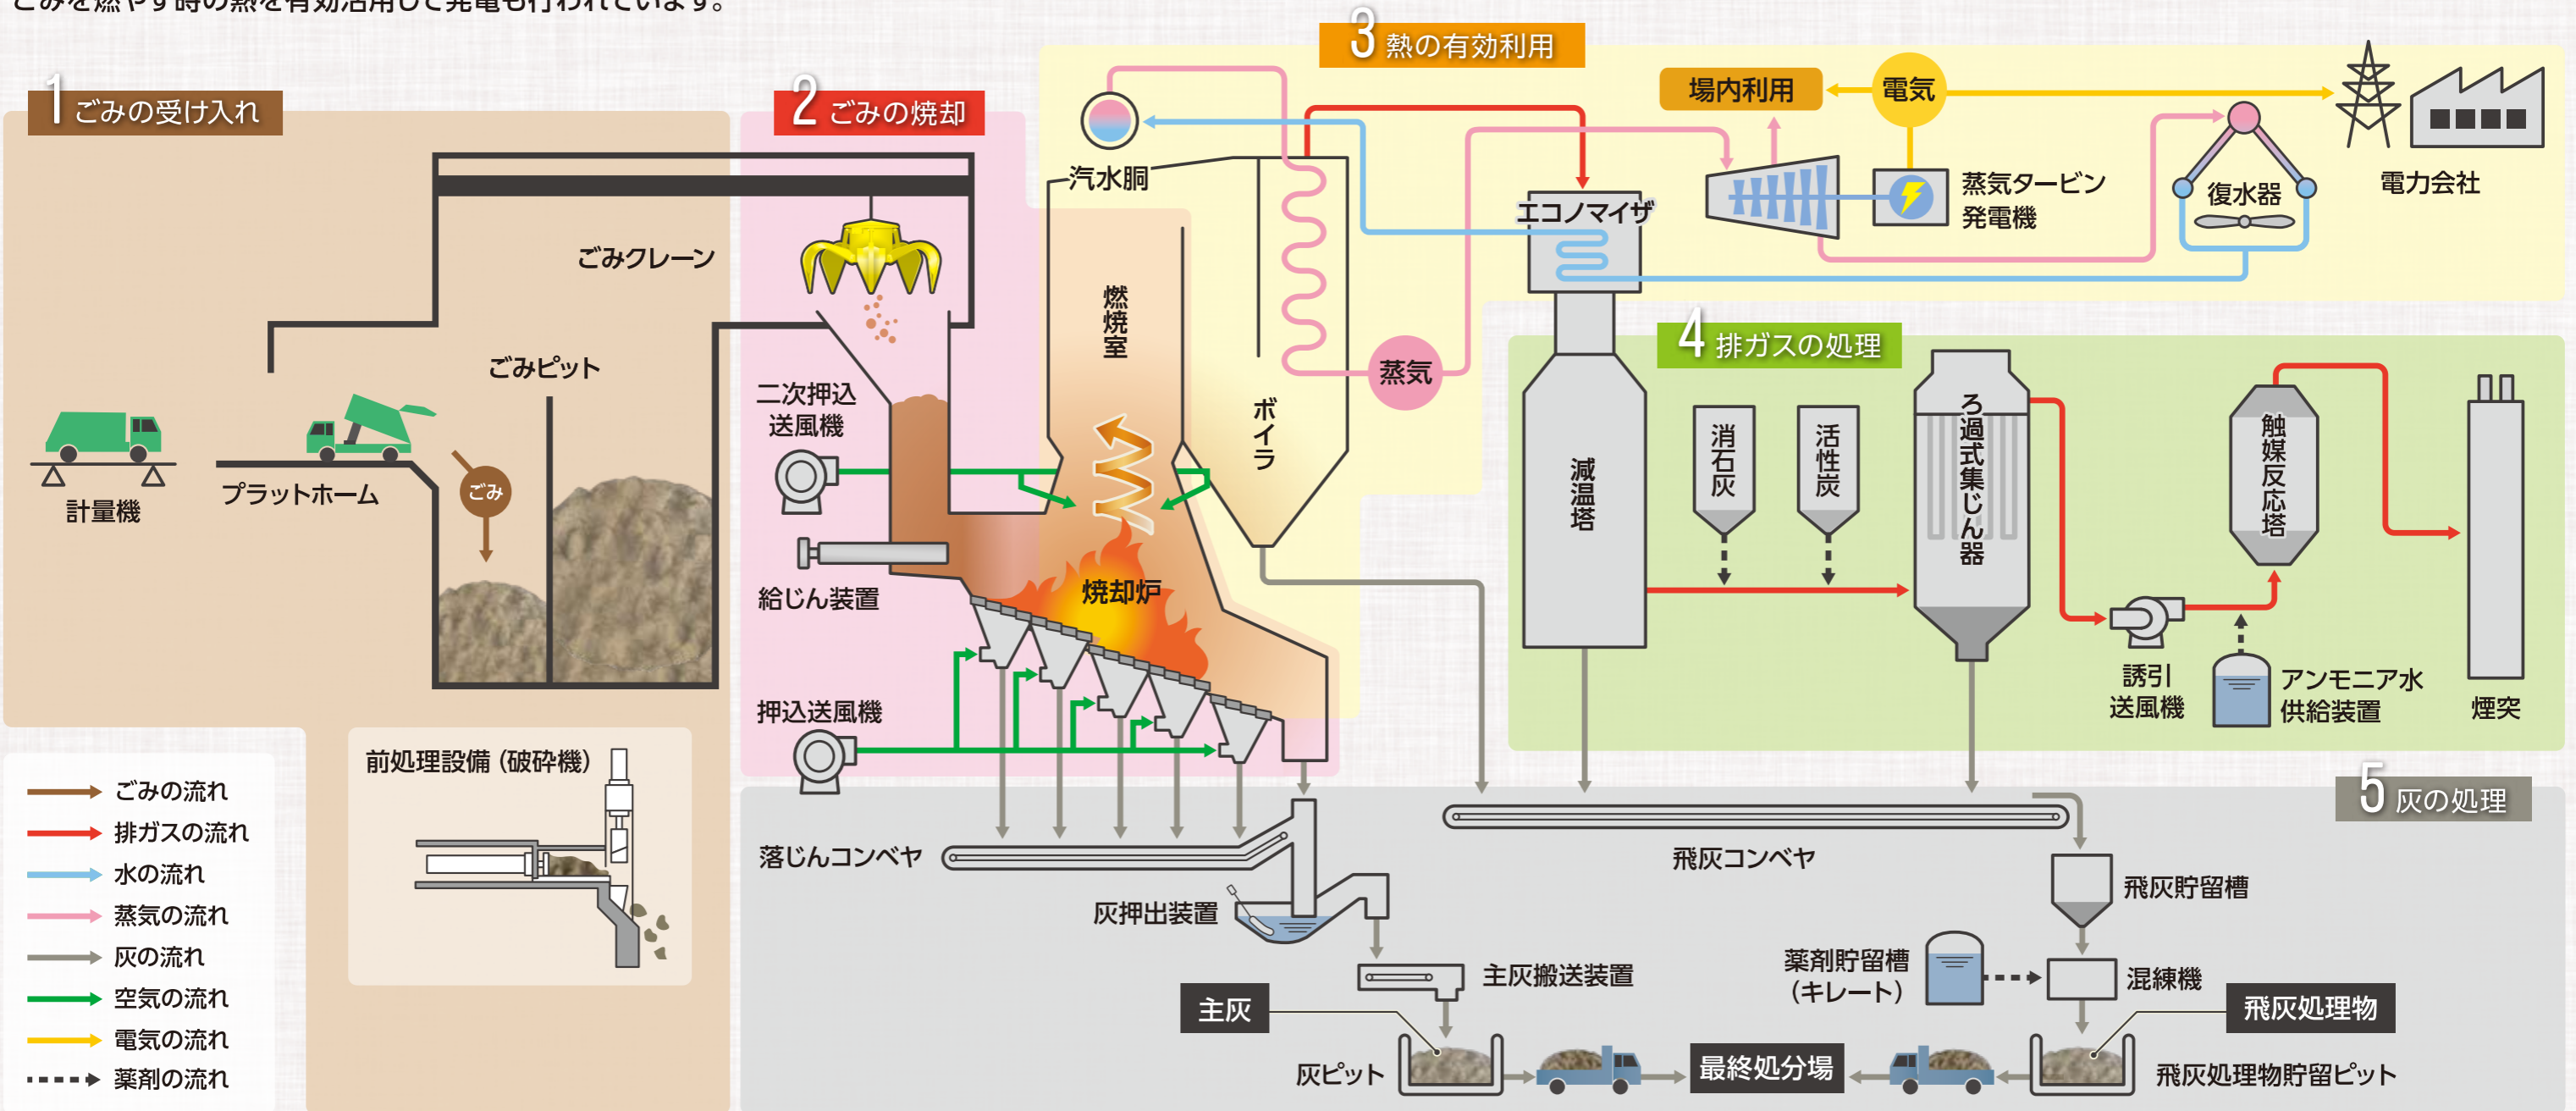 ごみを燃やす時の熱を有効活用して発電も行われています。
1 ごみの受け入れ
ごみクレーン
ごみピット
計量機
プラットホーム
ごみ
前処理設備（破砕機）
ごみの流れ
排ガスの流れ
水の流れ
蒸気の流れ
灰の流れ
空気の流れ
電気の流れ
薬剤の流れ
2 ごみの焼却
二次押込
送風機
給じん装置
押込送風機
燃焼室
焼却炉
3 熱の有効利用
汽水胴
ボイラ
蒸気
エコノマイザ
場内利用
電気
蒸気タービン
発電機
復水器
電力会社
4 排ガスの処理
減温塔
消石灰
活性炭
ろ過式集じん器
誘引
送風機
触媒反応塔
アンモニア水
供給装置
煙突
5 灰の処理
落じんコンベヤ
灰押出装置
主灰搬送装置
主灰
灰ピット
飛灰コンベヤ
飛灰貯留槽
薬剤貯留槽
（キレート）
混練機
飛灰処理物
飛灰処理物貯留ピット
最終処分場